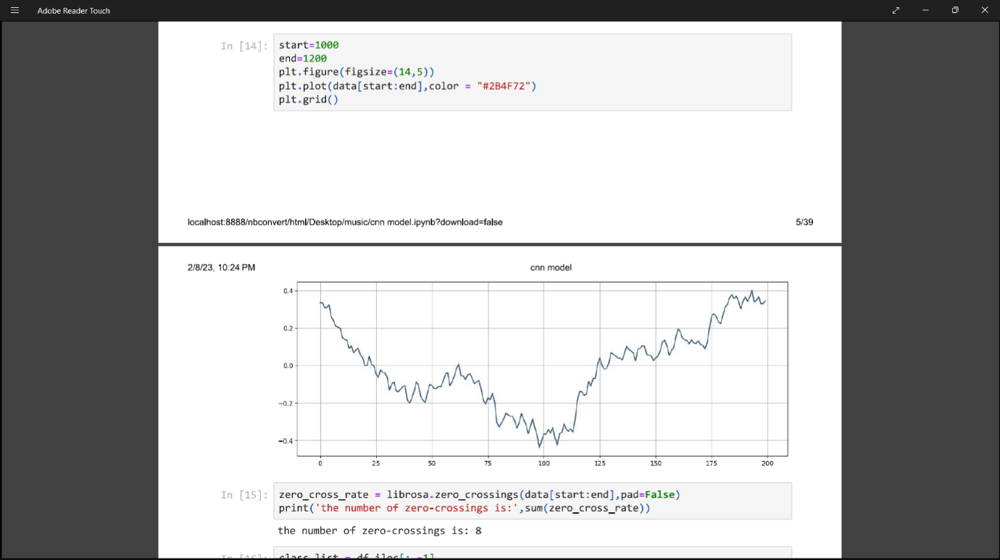 Adobe Reader Touch
In [14]:
start=1000
end=1200
plt.figure(figsize=(14,5))
plt.plot(data[start:end],color = "#2B4F72")
plt.grid()
localhost:8888/nbconvert/html/Desktop/music/cnn model.ipynb?download=false 5/39
2/8/23, 10:24 PM cnn model
0.4
0.2
0.0
−0.2
−0.4
0 25 50 75 100 125 150 175 200
In [15]:
zero_cross_rate = librosa.zero_crossings(data[start:end],pad=False)
print('the number of zero-crossings is:',sum(zero_cross_rate))
the number of zero-crossings is: 8
In [16]:
class_list = df.iloc[:,-1]